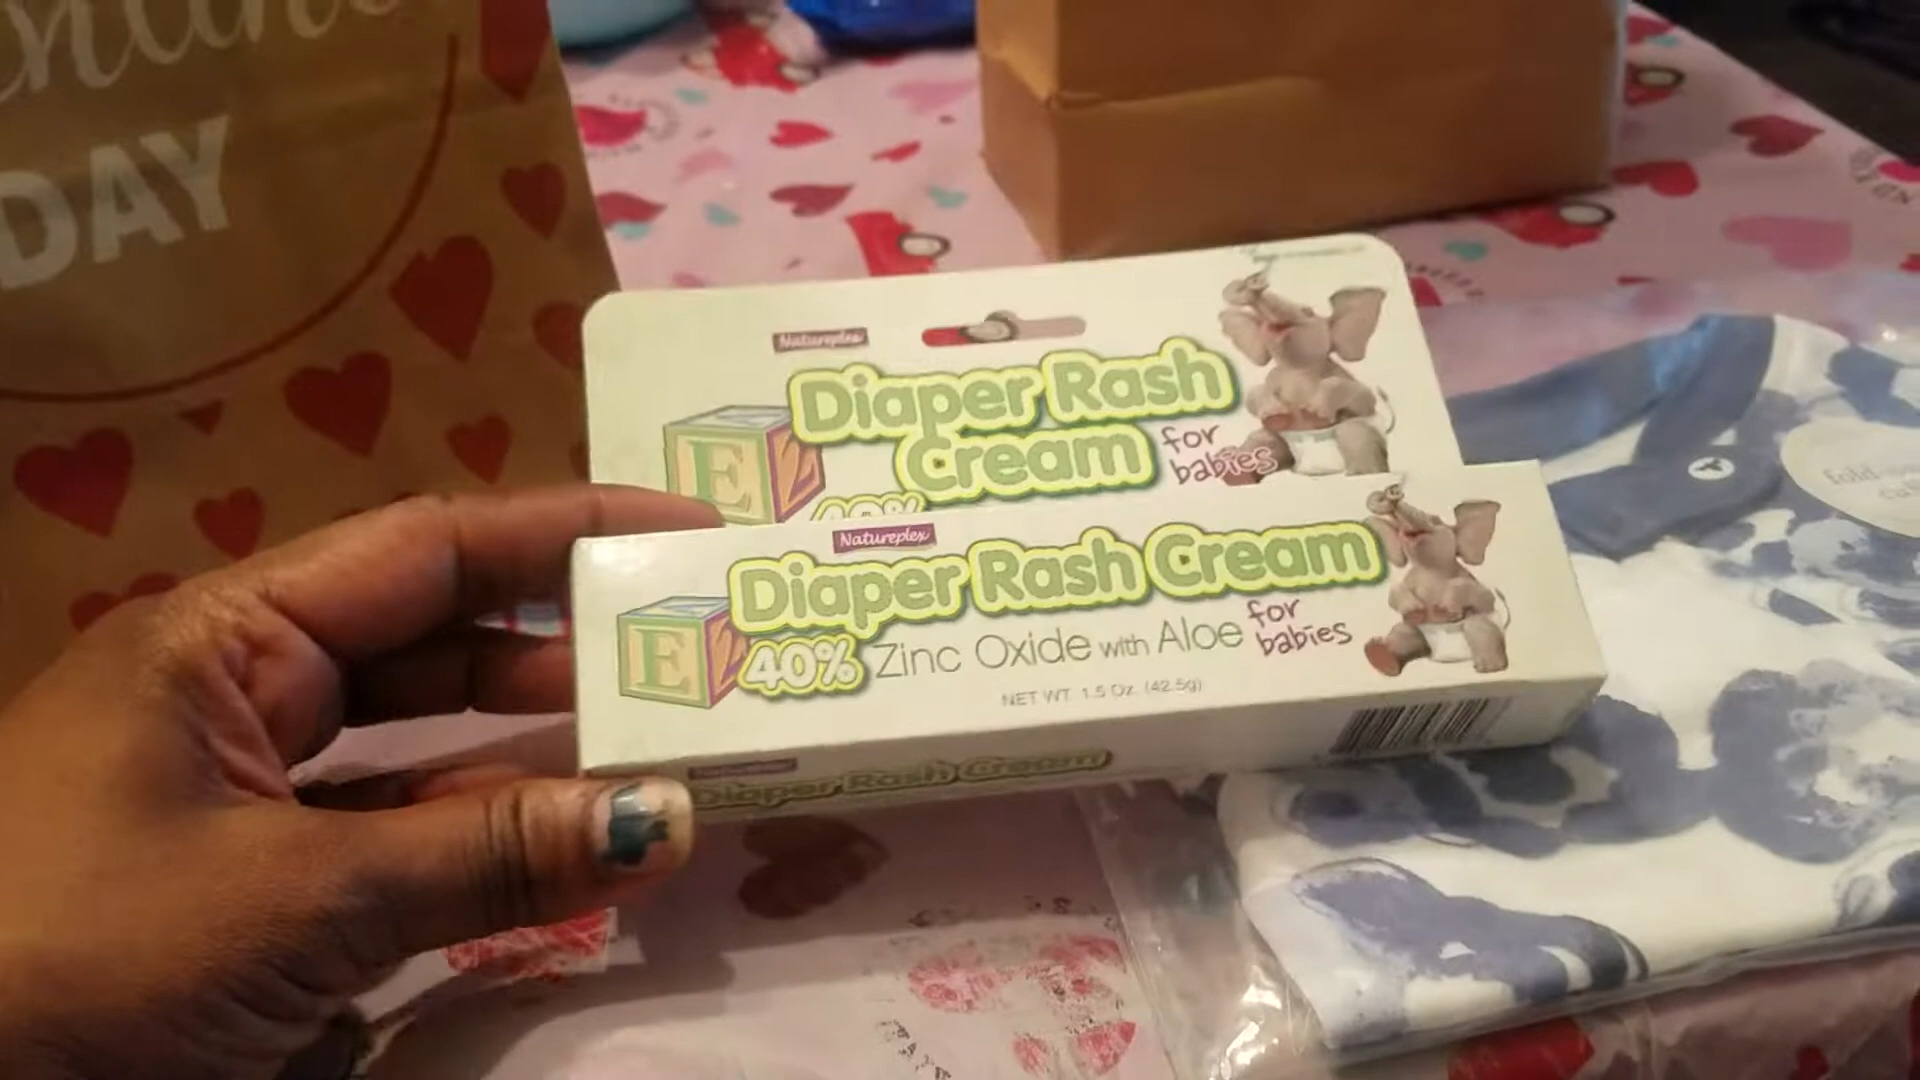 DAY
Natureplex
Diaper Rash
Cream
for
babies
40%
E
Natureplex
Diaper Rash Cream
E
40% Zinc Oxide with Aloe for
babies
NET WT. 1.5 Oz. (42.5g)
Diaper Rash Cream